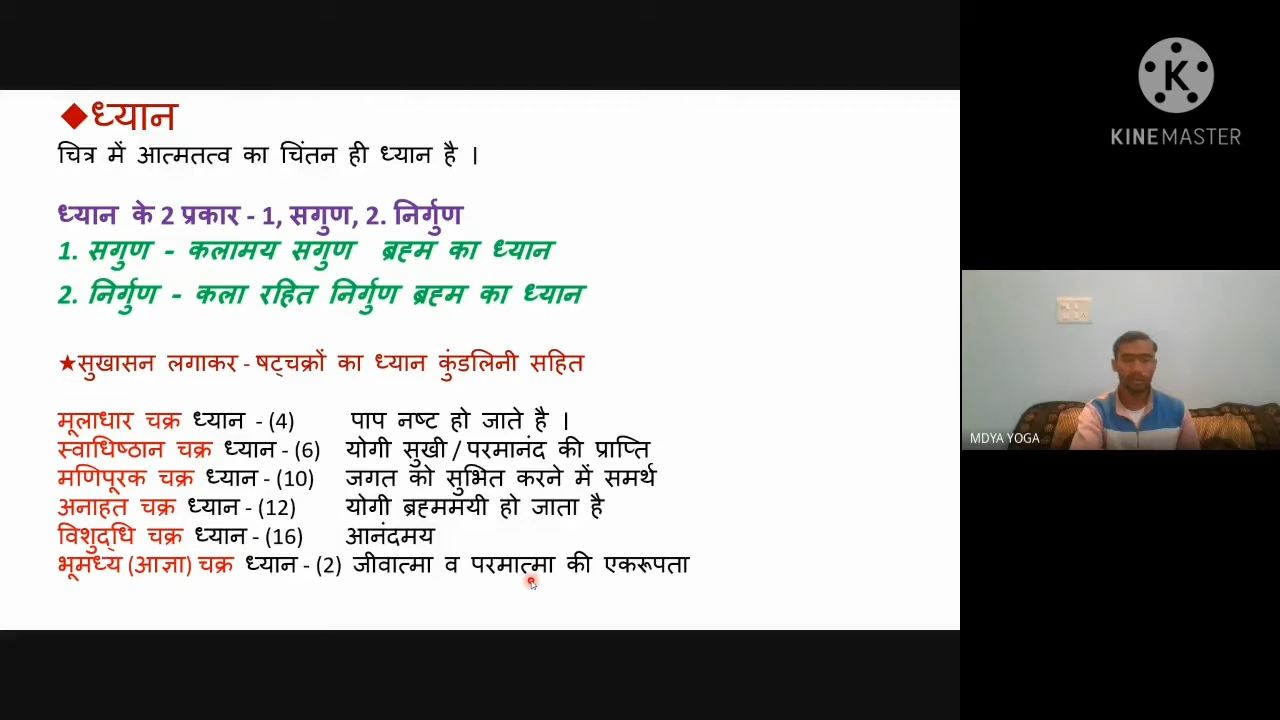 ◆ध्यान
चित्र में आत्मतत्व का चिंतन ही ध्यान है ।
ध्यान के 2 प्रकार - 1, सगुण, 2. निर्गुण
1. सगुण - कलामय सगुण ब्रह्म का ध्यान
2. निर्गुण - कला रहित निर्गुण ब्रह्म का ध्यान
★सुखासन लगाकर - षट्चक्रों का ध्यान कुंडलिनी सहित
मूलाधार चक्र ध्यान - (4) पाप नष्ट हो जाते है ।
स्वाधिष्ठान चक्र ध्यान - (6) योगी सुखी / परमानंद की प्राप्ति
मणिपूरक चक्र ध्यान - (10) जगत को सुभित करने में समर्थ
अनाहत चक्र ध्यान - (12) योगी ब्रह्ममयी हो जाता है
विशुद्धि चक्र ध्यान - (16) आनंदमय
भूमध्य (आज्ञा) चक्र ध्यान - (2) जीवात्मा व परमात्मा की एकरूपता
K
KINEMASTER
MDYA YOGA